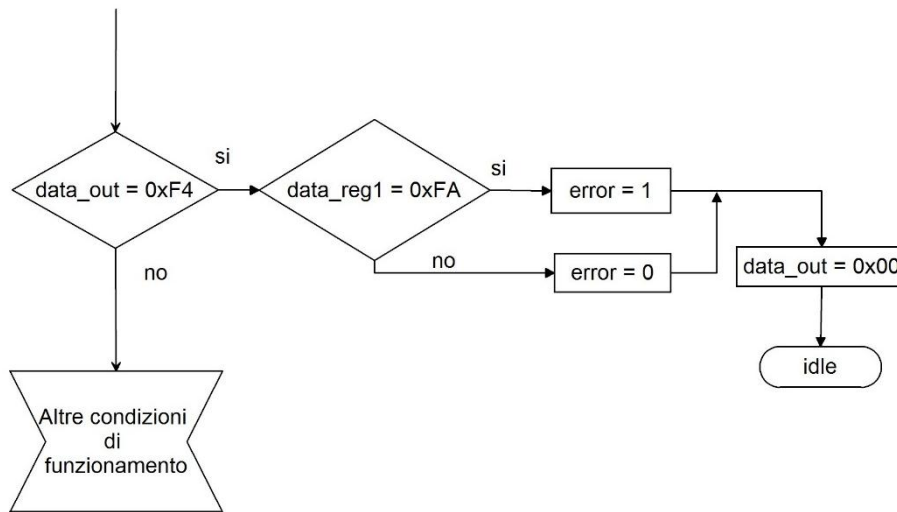 si
data_out = 0xF4
no
Altre condizioni
di
funzionamento
data_reg1 = 0xFA
si
no
error = 1
error = 0
data_out = 0x00
idle